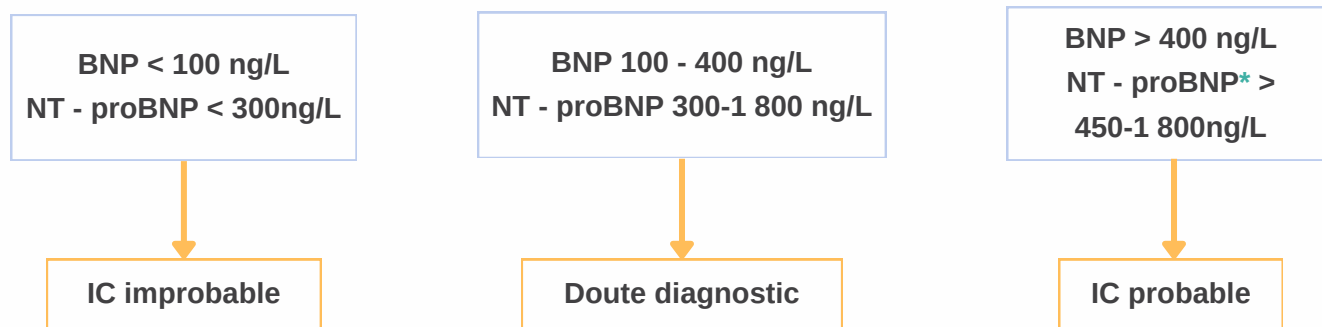 BNP < 100 ng/L
NT - proBNP < 300ng/L
BNP 100 - 400 ng/L
NT - proBNP 300-1 800 ng/L
BNP > 400 ng/L
NT - proBNP* >
450-1 800ng/L
IC improbable
Doute diagnostic
IC probable